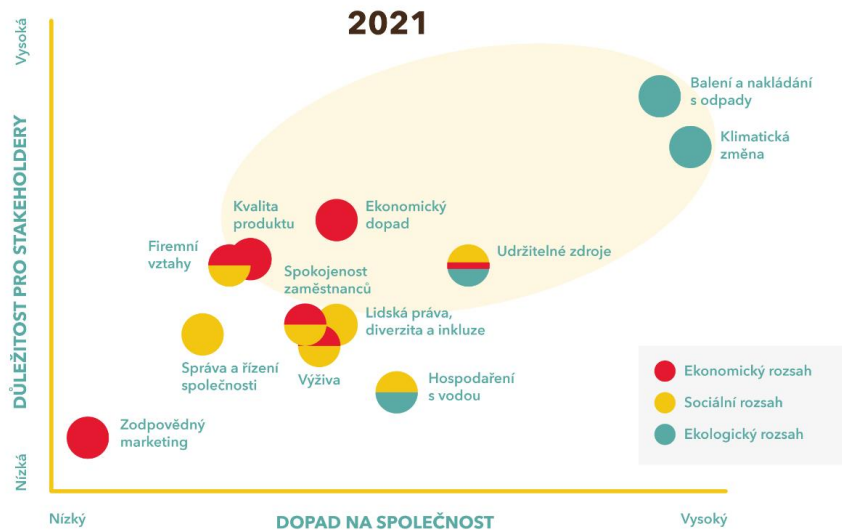 2021
Vysoká
DŮLEŽITOST PRO STAKEHOLDERY
Nízká
Balení a nakládání
s odpady
Klimatická
změna
Kvalita
produktu
Ekonomický
dopad
Firemní
vztahy
Udržitelné zdroje
Spokojenost
zaměstnanců
Lidská práva,
diverzita a inkluze
Správa a řízení
společnosti
Výživa
Hospodaření
s vodou
Zodpovědný
marketing
Ekonomický rozsah
Sociální rozsah
Ekologický rozsah
Nízký
DOPAD NA SPOLEČNOST
Vysoký